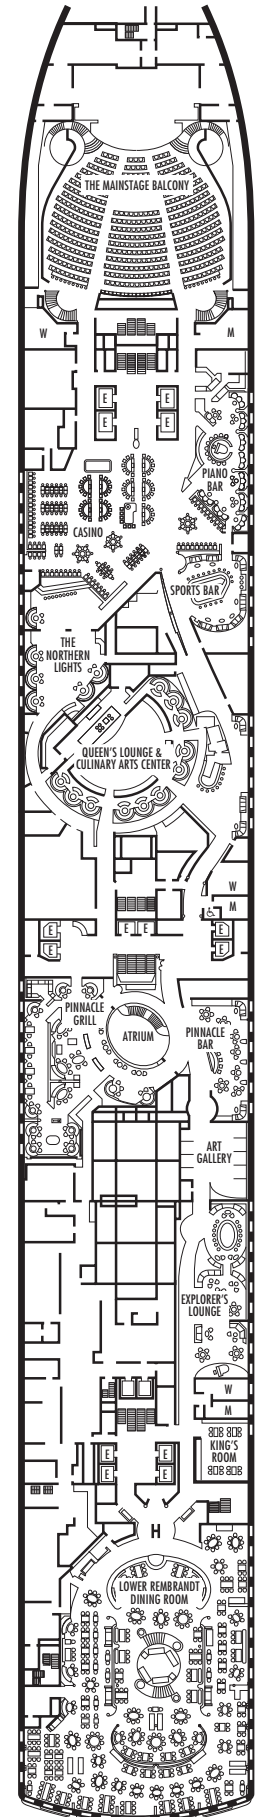 THE MAINSTAGE BALCONY
W
M
E
E
E
E
PIANO
BAR
CASINO
SPORTS BAR
THE
NORTHERN
LIGHTS
QUEEN'S LOUNGE &
CULINARY ARTS CENTER
W
M
E
E
E
E
E
E
PINNACLE
GRILL
ATRIUM
PINNACLE
BAR
ART
GALLERY
EXPLORER'S
LOUNGE
W
M
KING'S
ROOM
E
E
E
E
H
LOWER REMBRANDT
DINING ROOM